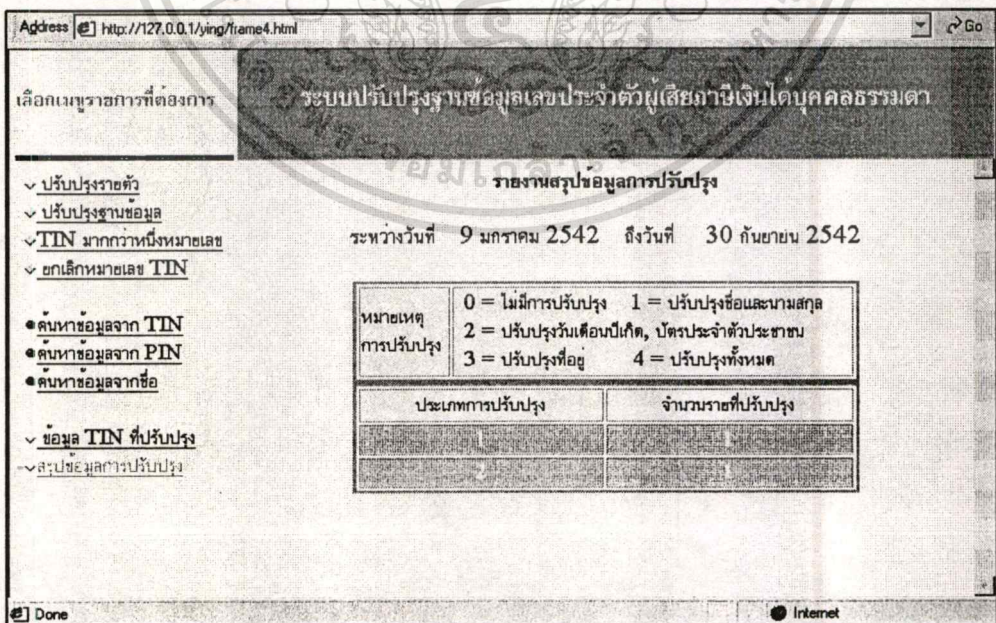 Address http://127.0.0.1/ying/frame4.html Go
เลือกเมนูรายการที่ต้องการ
ระบบปรับปรุงฐานข้อมูลเลขประจำตัวผู้เสียภาษีเงินได้บุคคลธรรมดา
ปรับปรุงรายตัว
ปรับปรุงฐานข้อมูล
TIN มากกว่าหนึ่งหมายเลข
ยกเลิกหมายเลข TIN
ค้นหาข้อมูลจาก TIN
ค้นหาข้อมูลจาก PIN
ค้นหาข้อมูลจากชื่อ
ข้อมูล TIN ที่ปรับปรุง
สรุปข้อมูลการปรับปรุง
รายงานสรุปข้อมูลการปรับปรุง
ระหว่างวันที่ 9 มกราคม 2542 ถึงวันที่ 30 กันยายน 2542
หมายเหตุ
การปรับปรุง
0 = ไม่มีการปรับปรุง 1 = ปรับปรุงชื่อและนามสกุล
2 = ปรับปรุงวันเดือนปีเกิด, บัตรประจำตัวประชาชน
3 = ปรับปรุงที่อยู่ 4 = ปรับปรุงทั้งหมด
ประเภทการปรับปรุง จำนวนรายที่ปรับปรุง
1 1
2
Done Internet